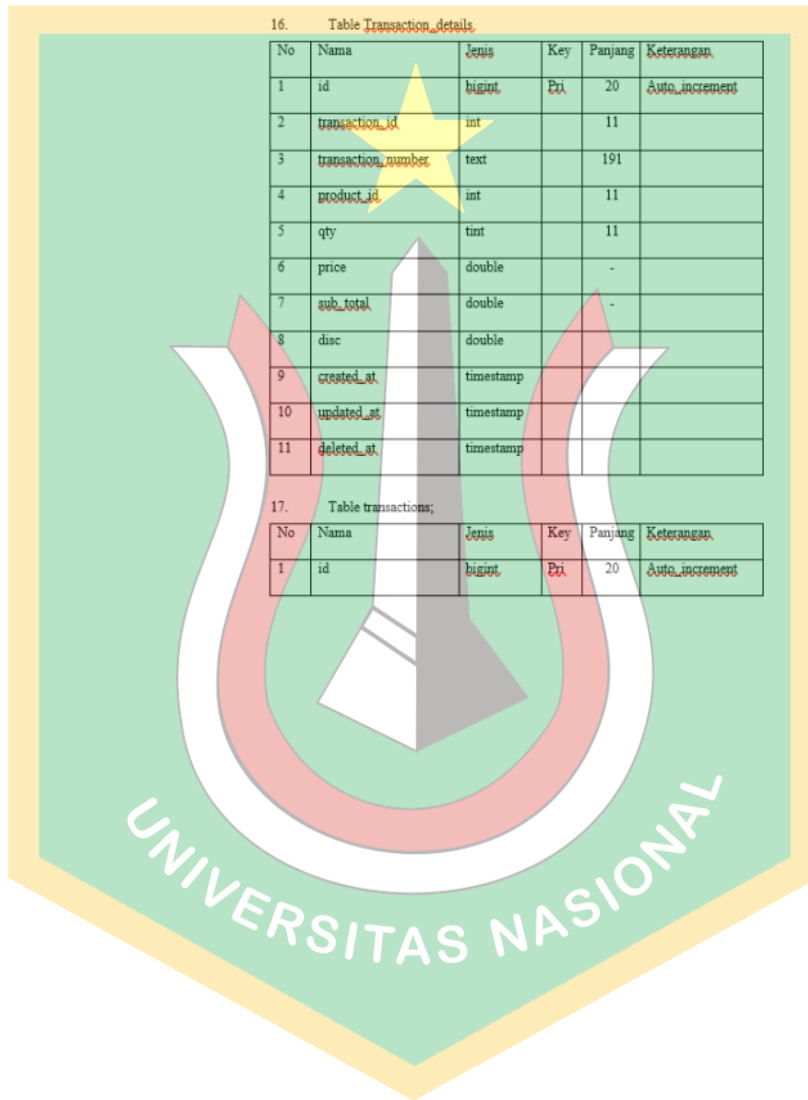 16. Table Transaction_details
No Nama Jenis Key Panjang Keterangan
1 id bigint Pri 20 Auto_increment
2 transaction_id int 11
3 transaction_number text 191
4 product_id int 11
5 qty tint 11
6 price double -
7 sub_total double -
8 disc double
9 created_at timestamp
10 updated_at timestamp
11 deleted_at timestamp
17. Table transactions;
No Nama Jenis Key Panjang Keterangan
1 id bigint Pri 20 Auto_increment
UNIVERSITAS NASIONAL